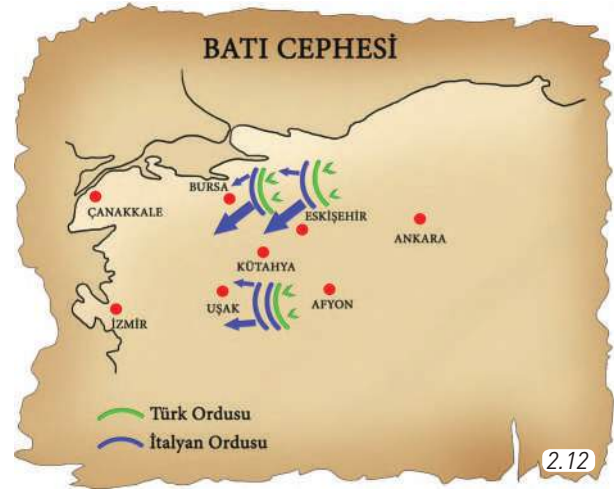 BATI CEPHESİ
BURSA
ÇANAKKALE
ESKİŞEHİR
ANKARA
KÜTAHYA
UŞAK
AFYON
İZMİR
Türk Ordusu
İtalyan Ordusu
2.12